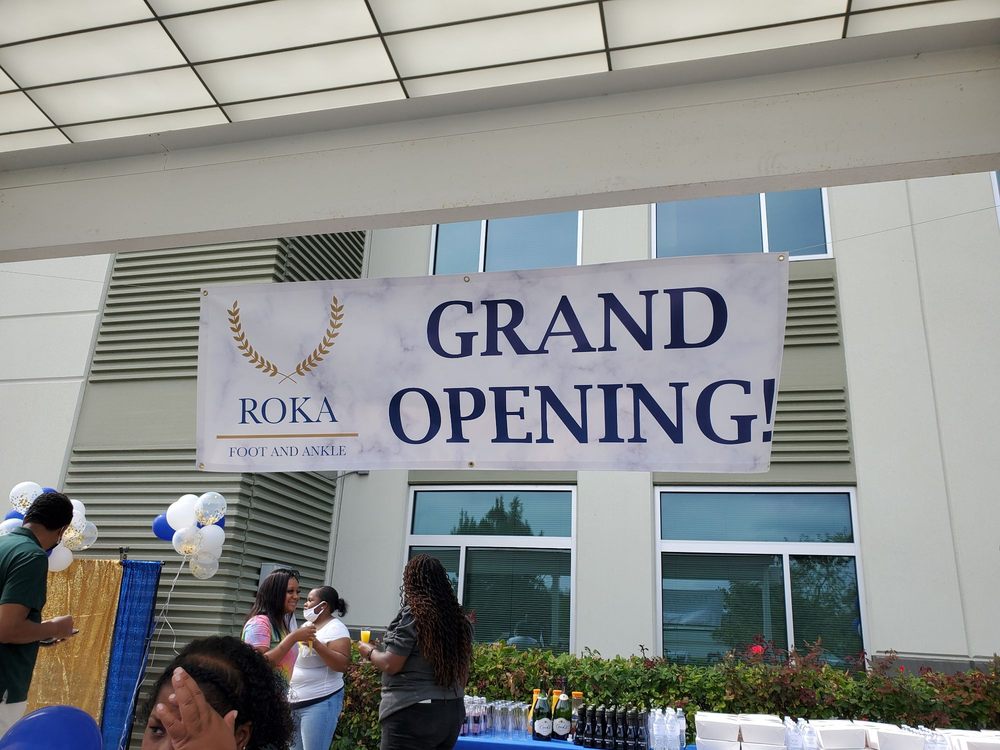 GRAND
OPENING!
ROKA
FOOT AND ANKLE